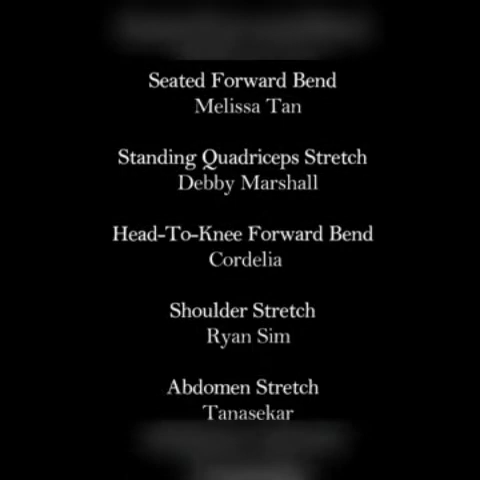 Seated Forward Bend
Melissa Tan
Standing Quadriceps Stretch
Debby Marshall
Head-To-Knee Forward Bend
Cordelia
Shoulder Stretch
Ryan Sim
Abdomen Stretch
Tanasekar